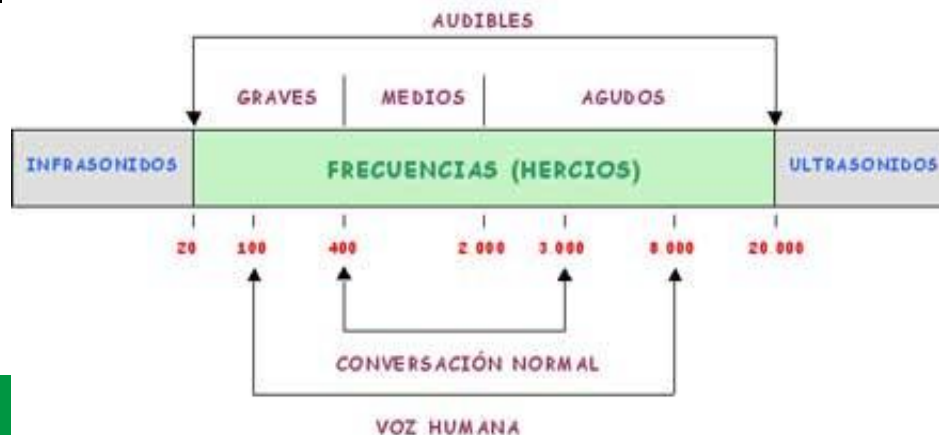 AUDIBLES
GRAVES MEDIOS AGUDOS
INFRASONIDOS FRECUENCIAS (HERCIOS) ULTRASONIDOS
20 100 400 2 000 3 000 8 000 20 000
CONVERSACIÓN NORMAL
VOZ HUMANA